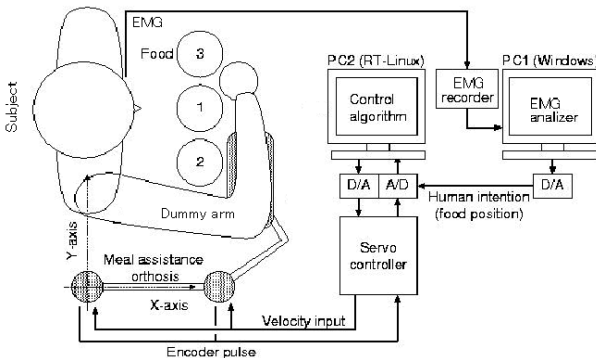 EMG
Food
3
1
2
Subject
Dummy arm
Y-axis
Meal assistance
orthosis
X-axis
Velocity input
Encoder pulse
PC2 (RT-Linux)
Control
algorithm
D/A
A/D
Servo
controller
EMG
recorder
PC1 (Windows)
EMG
analizer
D/A
Human intention
(food position)